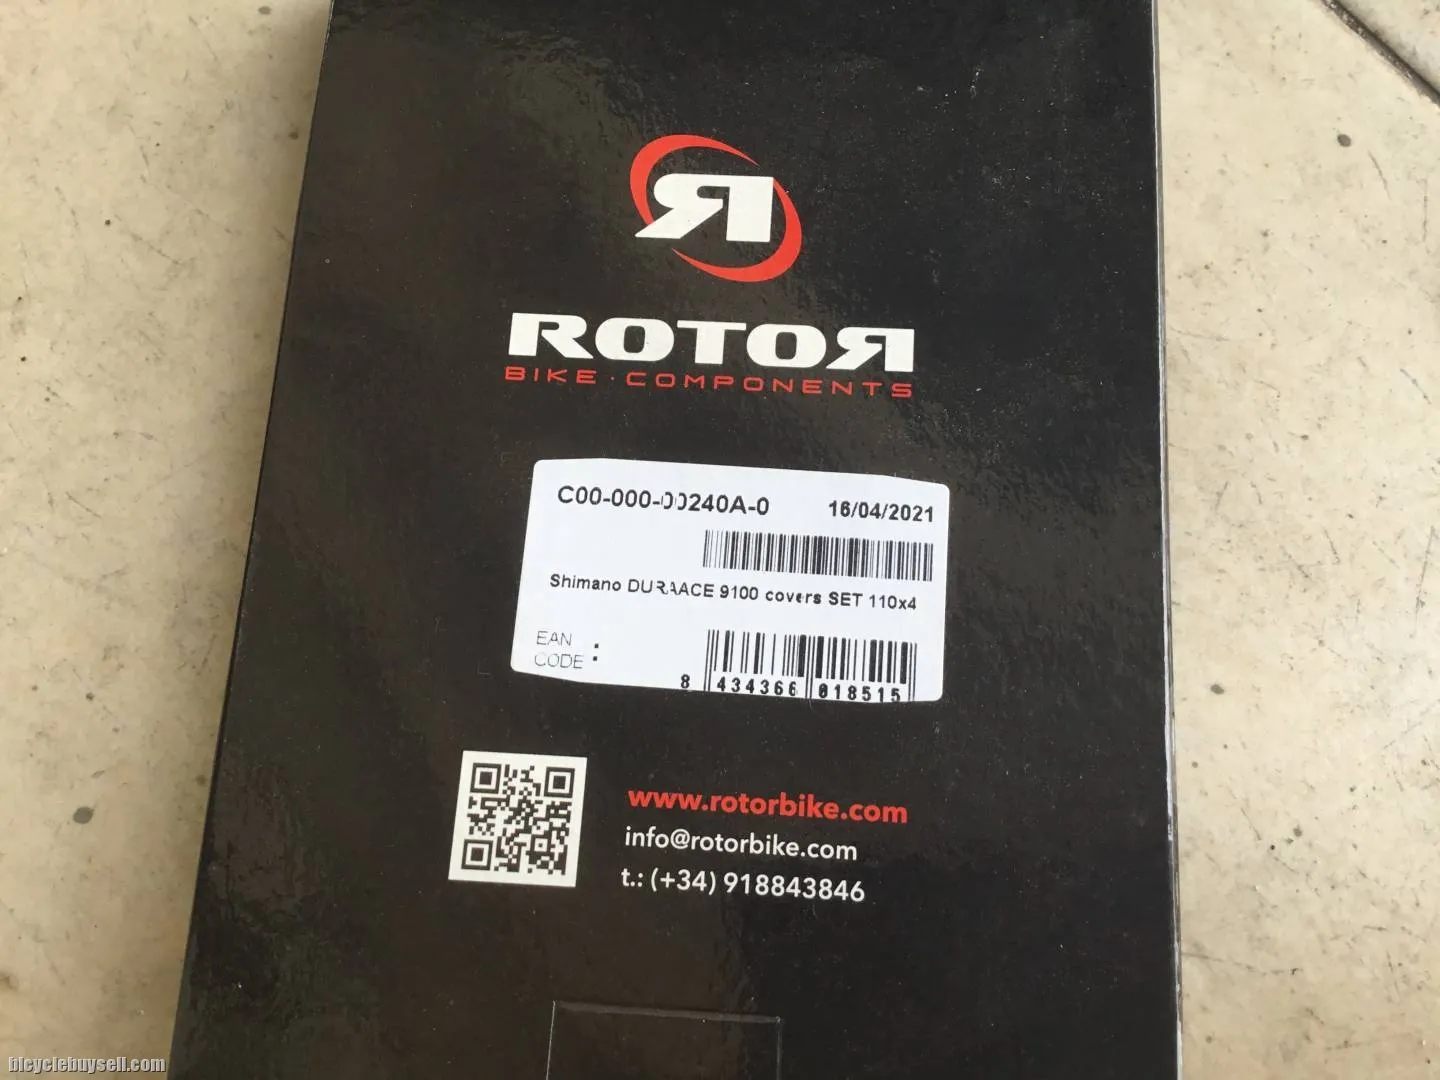 ROTOR
BIKE·COMPONENTS
C00-000-00240A-0
16/04/2021
Shimano DURAACE 9100 covers SET 110x4
EAN
CODE :
8 434366 018515
www.rotorbike.com
info@rotorbike.com
t.: (+34) 918843846
bicyclebuysell.com